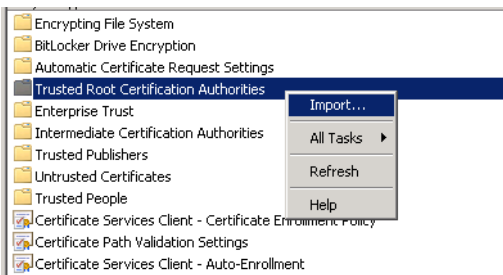 Encrypting File System
BitLocker Drive Encryption
Automatic Certificate Request Settings
Trusted Root Certification Authorities
Import...
Enterprise Trust
Intermediate Certification Authorities
All Tasks
Trusted Publishers
Refresh
Untrusted Certificates
Trusted People
Help
Certificate Services Client - Certificate Enrollment Policy
Certificate Path Validation Settings
Certificate Services Client - Auto-Enrollment